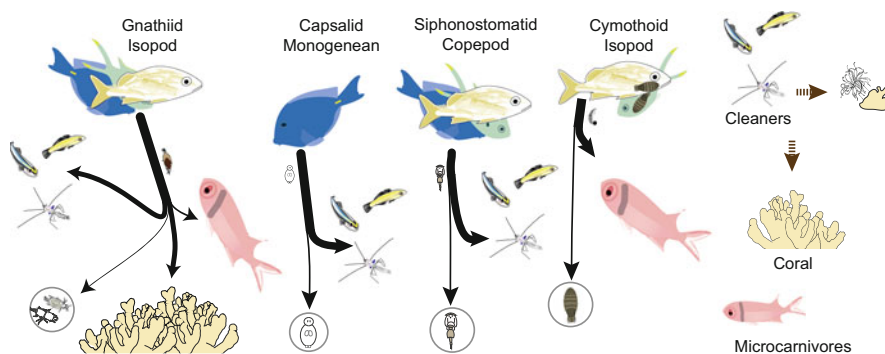 Gnathiid
Isopod
Capsalid
Monogenean
Siphonostomatid
Copepod
Cymothoid
Isopod
Cleaners
Coral
Microcarnivores